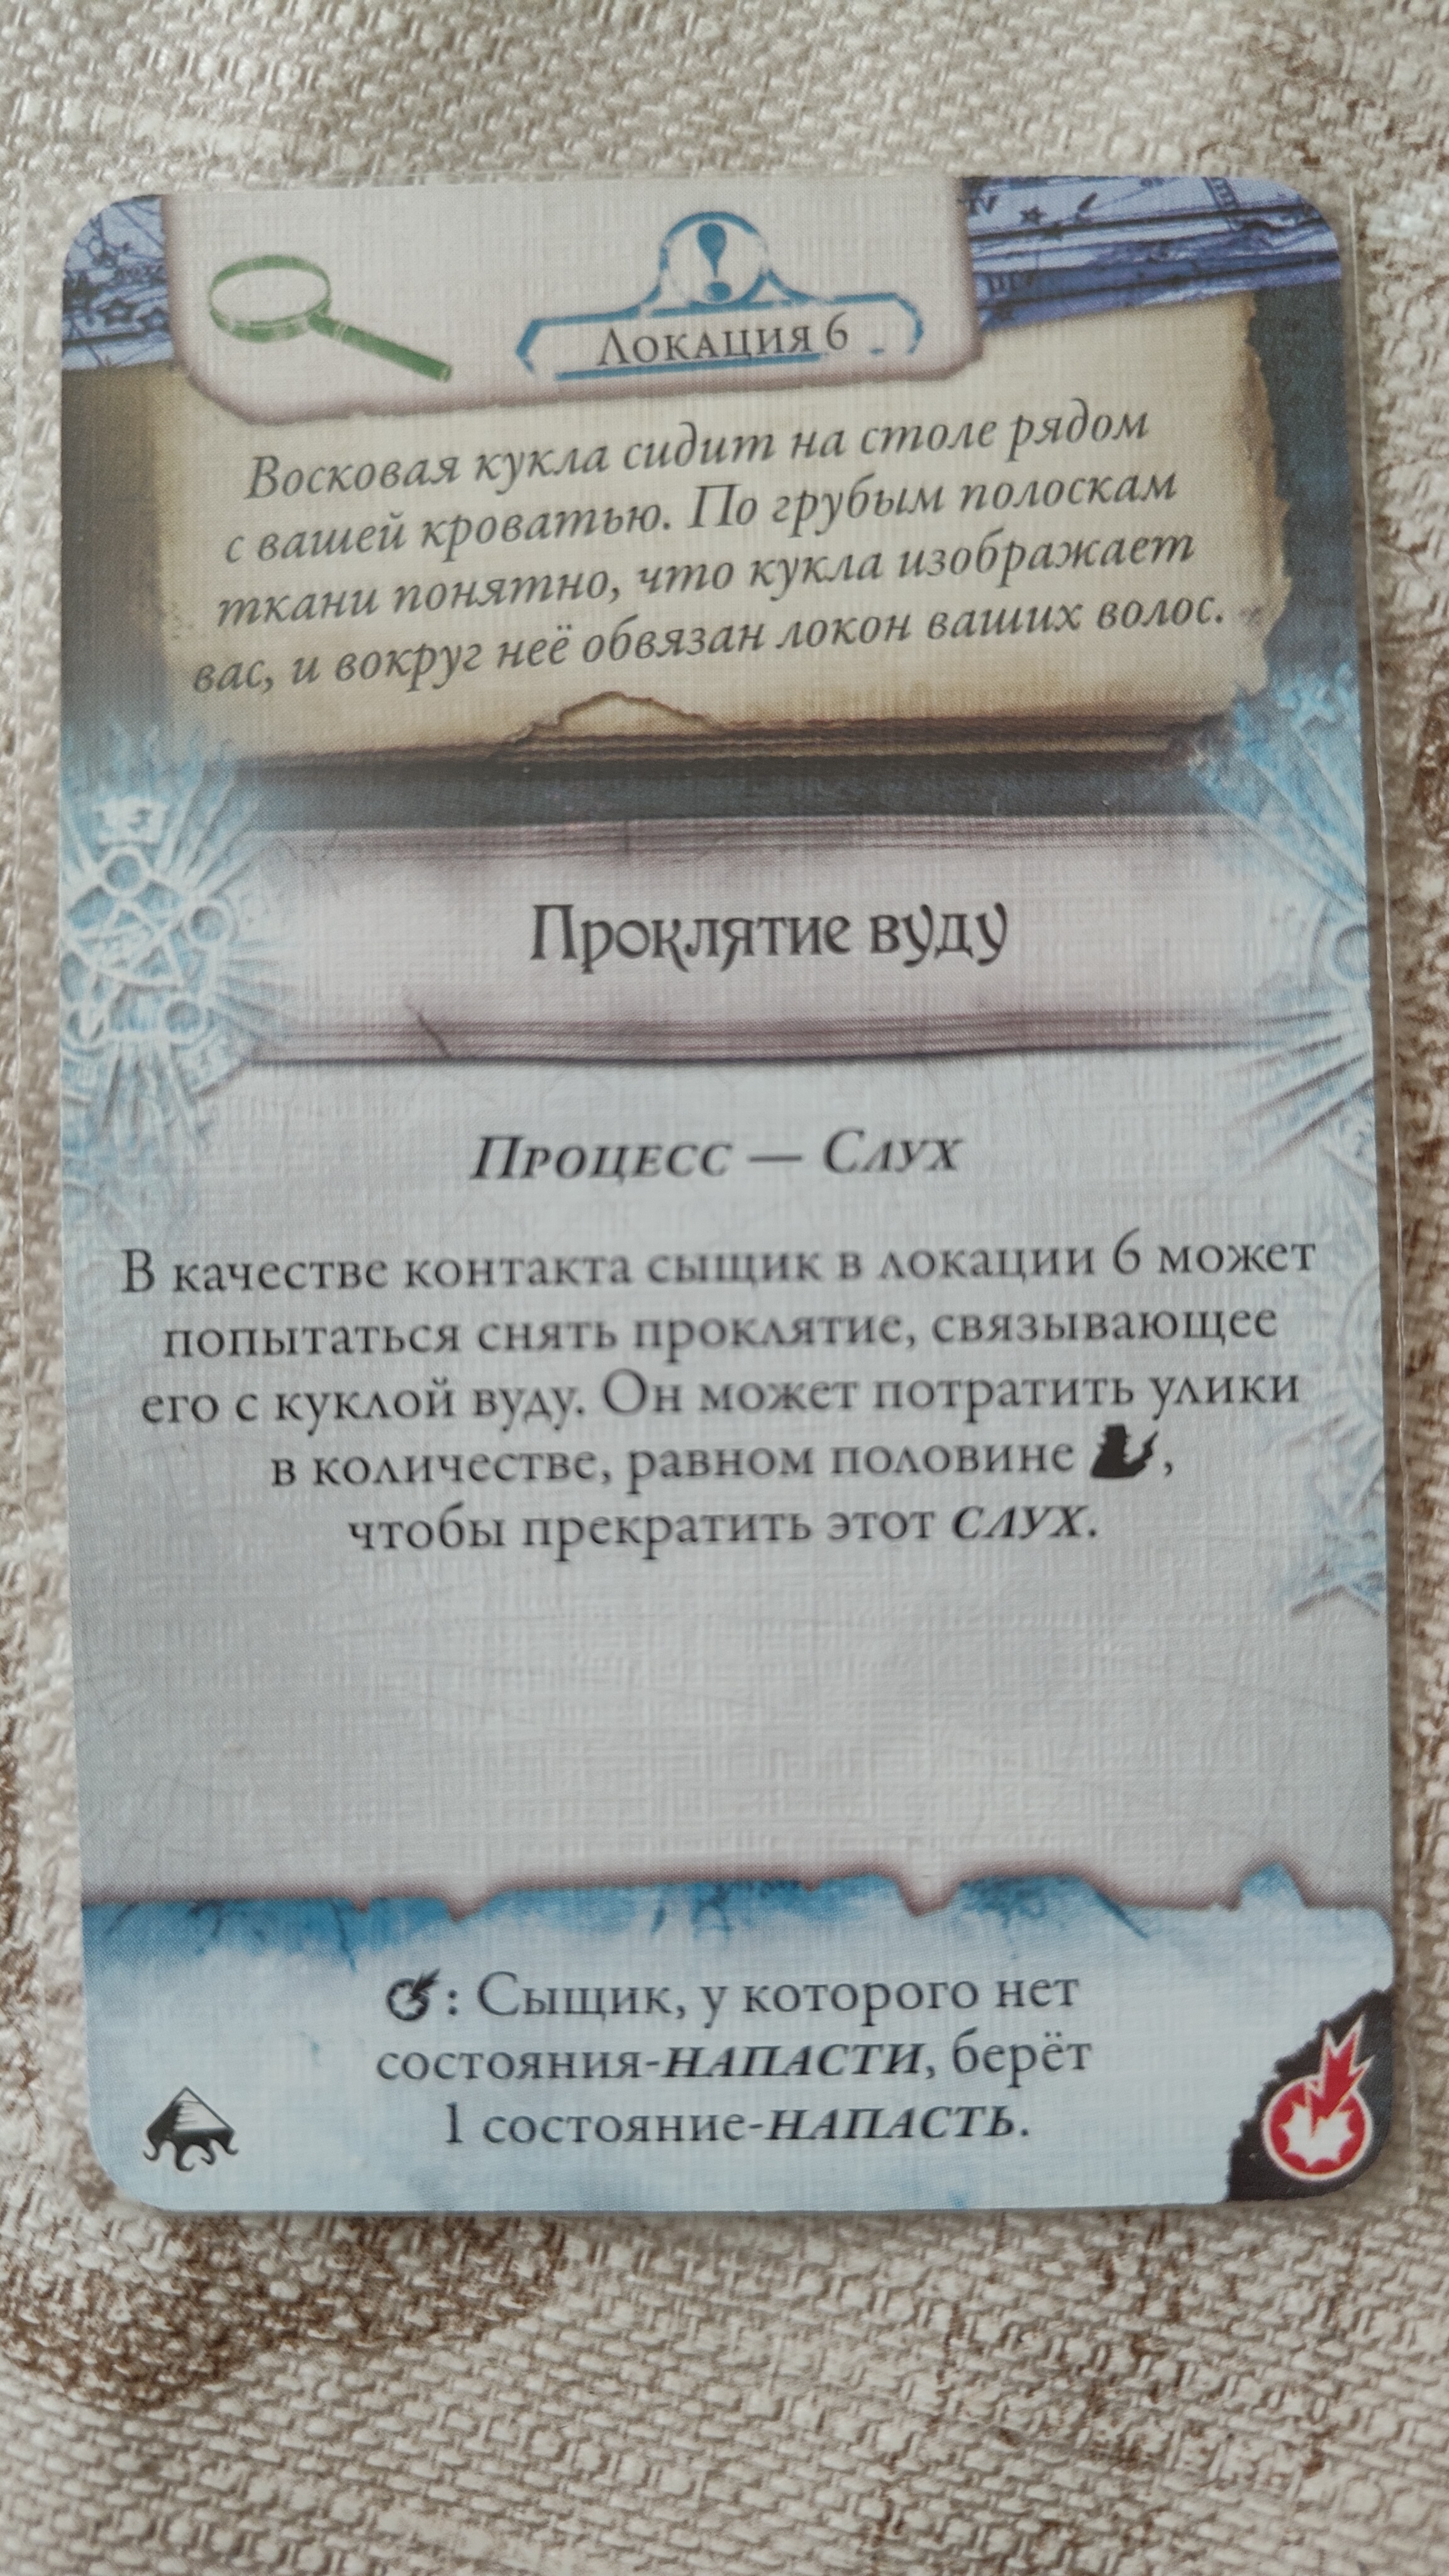 Локация 6
Восковая кукла сидит на столе рядом
с вашей кроватью. По грубым полоскам
ткани понятно, что кукла изображает
вас, и вокруг неё обвязан локон ваших волос.
Проклятие вуду
Процесс — Слух
В качестве контакта сыщик в локации 6 может
попытаться снять проклятие, связывающее
его с куклой вуду. Он может потратить улики
в количестве, равном половине ,
чтобы прекратить этот СЛУХ.
: Сыщик, у которого нет
состояния-НАПАСТИ, берёт
1 состояние-НАПАСТЬ.